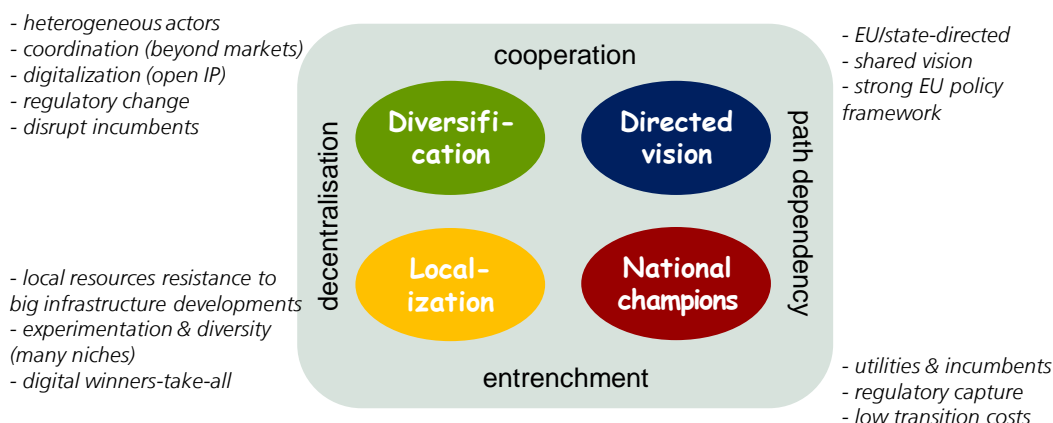 - heterogeneous actors
- coordination (beyond markets)
- digitalization (open IP)
- regulatory change
- disrupt incumbents
cooperation
- EU/state-directed
- shared vision
- strong EU policy
framework
Diversifi-
cation
Directed
vision
decentralisation
path dependency
Local-
ization
National
champions
- local resources resistance to
big infrastructure developments
- experimentation & diversity
(many niches)
- digital winners-take-all
entrenchment
- utilities & incumbents
- regulatory capture
- low transition costs